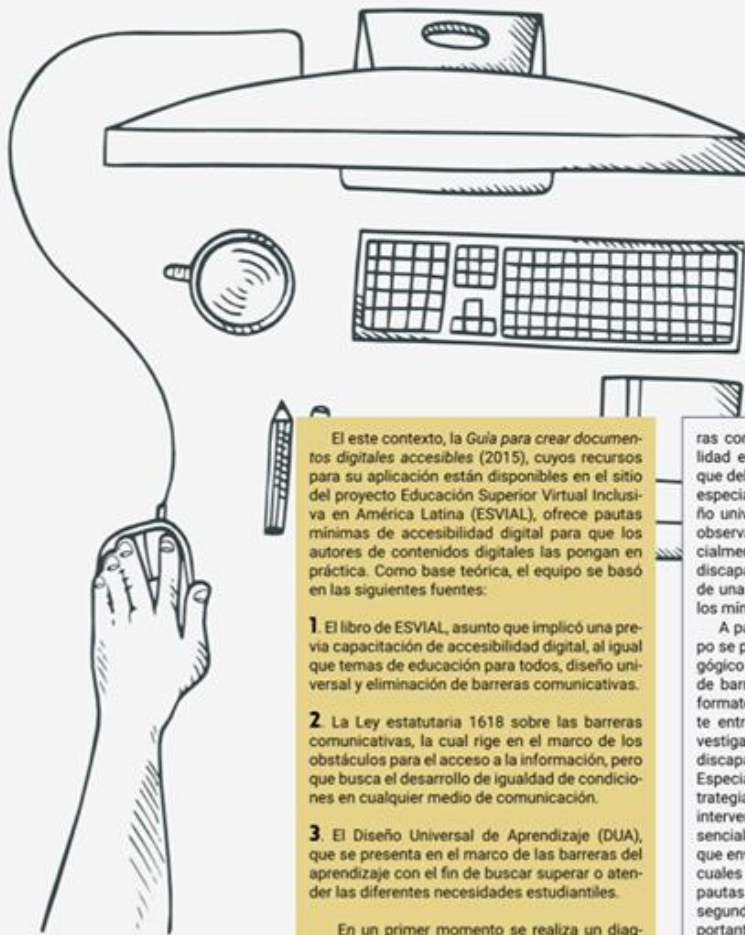 El este contexto, la Guía para crear documen-
tos digitales accesibles (2015), cuyos recursos
para su aplicación están disponibles en el sitio
del proyecto Educación Superior Virtual Inclusi-
va en América Latina (ESVIAL), ofrece pautas
mínimas de accesibilidad digital para que los
autores de contenidos digitales las pongan en
práctica. Como base teórica, el equipo se basó
en las siguientes fuentes:
1. El libro de ESVIAL, asunto que implicó una pre-
via capacitación de accesibilidad digital, al igual
que temas de educación para todos, diseño uni-
versal y eliminación de barreras comunicativas.
2. La Ley estatutaria 1618 sobre las barreras
comunicativas, la cual rige en el marco de los
obstáculos para el acceso a la información, pero
que busca el desarrollo de igualdad de condicio-
nes en cualquier medio de comunicación.
3. El Diseño Universal de Aprendizaje (DUA),
que se presenta en el marco de las barreras del
aprendizaje con el fin de buscar superar o aten-
der las diferentes necesidades estudiantiles.
En un primer momento se realiza un diag-
ras con
lidad e
que de
especia
ño univ
observa
cialmen
discapa
de una
los mín
A pa
po se p
gógico
de barr
formato
te entr
vestiga
discapa
Especia
trategia
interve
sencial
que env
cuales
pautas
segund
portant